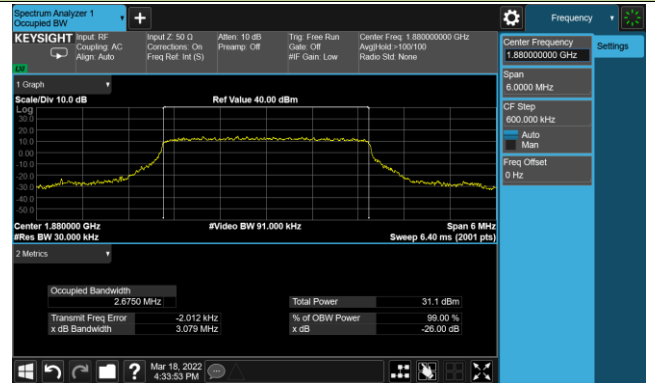 Spectrum Analyzer 1
Occupied BW
Frequency
KEYSIGHT
Input: RF
Coupling: AC
Align: Auto
Input Z: 50 Ω
Corrections: On
Freq Ref: Int (S)
Atten: 10 dB
Preamp: Off
Trig: Free Run
Gate: Off
#IF Gain: Low
Center Freq: 1.880000000 GHz
Avg|Hold:>100/100
Radio Std: None
LM
Center Frequency
1.880000000 GHz
Settings
Span
6.0000 MHz
CF Step
600.000 kHz
Auto
Man
Freq Offset
0 Hz
1 Graph
Scale/Div 10.0 dB
Ref Value 40.00 dBm
Log
30.0
20.0
10.0
0.00
-10.0
-20.0
-30.0
-40.0
-50.0
Center 1.880000 GHz
#Video BW 91.000 kHz
Span 6 MHz
#Res BW 30.000 kHz
Sweep 6.40 ms (2001 pts)
2 Metrics
Occupied Bandwidth
2.6750 MHz
Total Power 31.1 dBm
Transmit Freq Error -2.012 kHz
% of OBW Power 99.00 %
x dB Bandwidth 3.079 MHz
x dB -26.00 dB
?
Mar 18, 2022
4:33:53 PM